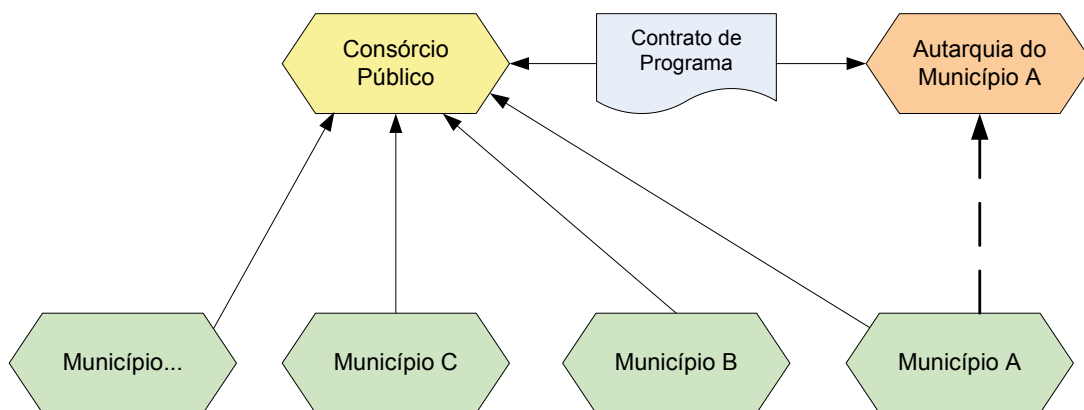 Consórcio
Público
Contrato de
Programa
Autarquia do
Município A
Município...
Município C
Município B
Município A